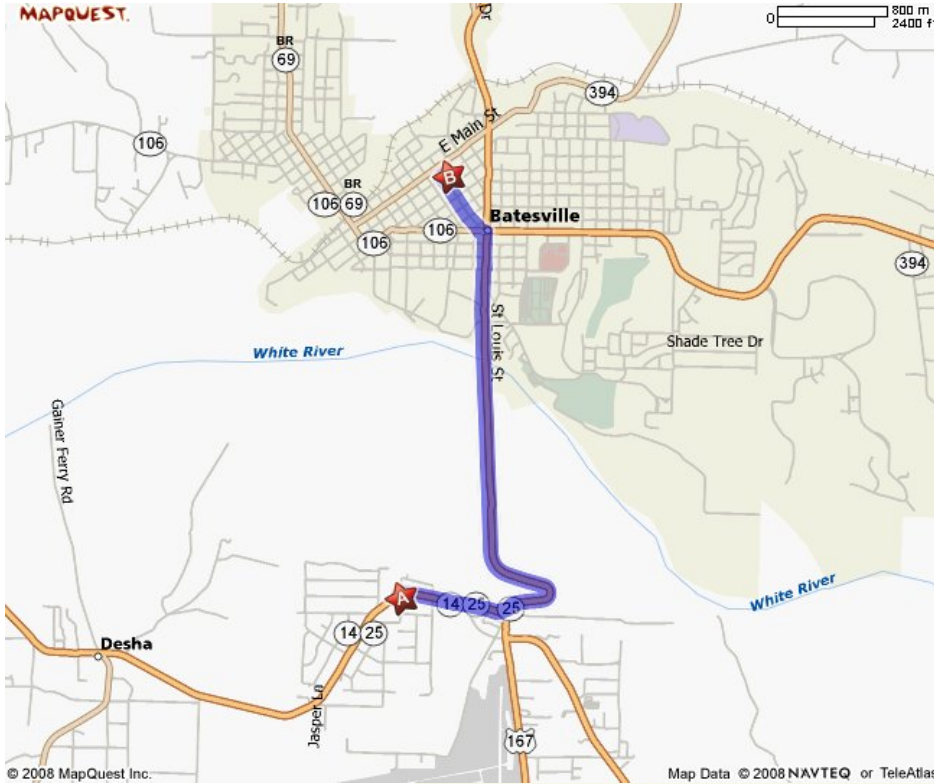 MAPQUEST.
Dr
0
800 m
2400 ft
BR
69
394
106
E Main St
B
BR
106 69
106
106
Batesville
394
St Louis St
Shade Tree Dr
White River
Gainer Ferry Rd
A
14 25
25
White River
14 25
Desha
Jasper Ln
167
© 2008 MapQuest Inc.
Map Data © 2008 NAVTEQ or TeleAtlas